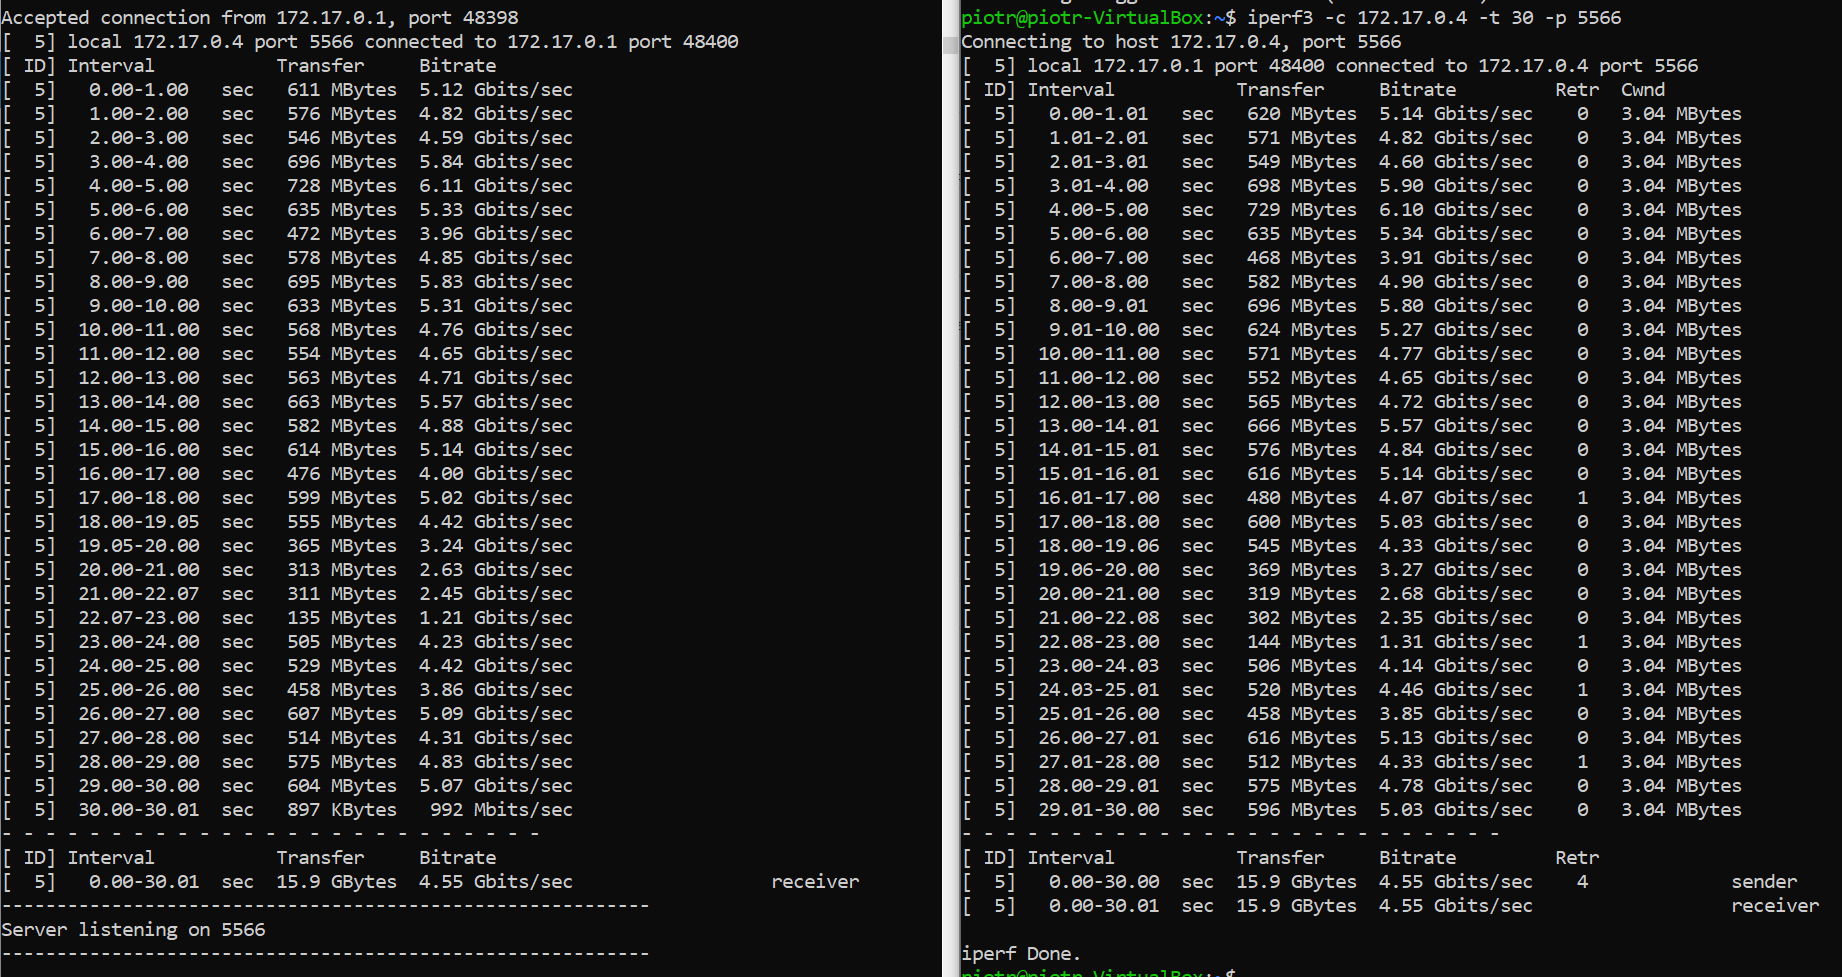 Accepted connection from 172.17.0.1, port 48398
[  5] local 172.17.0.4 port 5566 connected to 172.17.0.1 port 48400
[ ID] Interval           Transfer     Bitrate
[  5]   0.00-1.00   sec   611 MBytes  5.12 Gbits/sec
[  5]   1.00-2.00   sec   576 MBytes  4.82 Gbits/sec
[  5]   2.00-3.00   sec   546 MBytes  4.59 Gbits/sec
[  5]   3.00-4.00   sec   696 MBytes  5.84 Gbits/sec
[  5]   4.00-5.00   sec   728 MBytes  6.11 Gbits/sec
[  5]   5.00-6.00   sec   635 MBytes  5.33 Gbits/sec
[  5]   6.00-7.00   sec   472 MBytes  3.96 Gbits/sec
[  5]   7.00-8.00   sec   578 MBytes  4.85 Gbits/sec
[  5]   8.00-9.00   sec   695 MBytes  5.83 Gbits/sec
[  5]   9.00-10.00  sec   633 MBytes  5.31 Gbits/sec
[  5]  10.00-11.00  sec   568 MBytes  4.76 Gbits/sec
[  5]  11.00-12.00  sec   554 MBytes  4.65 Gbits/sec
[  5]  12.00-13.00  sec   563 MBytes  4.71 Gbits/sec
[  5]  13.00-14.00  sec   663 MBytes  5.57 Gbits/sec
[  5]  14.00-15.00  sec   582 MBytes  4.88 Gbits/sec
[  5]  15.00-16.00  sec   614 MBytes  5.14 Gbits/sec
[  5]  16.00-17.00  sec   476 MBytes  4.00 Gbits/sec
[  5]  17.00-18.00  sec   599 MBytes  5.02 Gbits/sec
[  5]  18.00-19.05  sec   555 MBytes  4.42 Gbits/sec
[  5]  19.05-20.00  sec   365 MBytes  3.24 Gbits/sec
[  5]  20.00-21.00  sec   313 MBytes  2.63 Gbits/sec
[  5]  21.00-22.07  sec   311 MBytes  2.45 Gbits/sec
[  5]  22.07-23.00  sec   135 MBytes  1.21 Gbits/sec
[  5]  23.00-24.00  sec   505 MBytes  4.23 Gbits/sec
[  5]  24.00-25.00  sec   529 MBytes  4.42 Gbits/sec
[  5]  25.00-26.00  sec   458 MBytes  3.86 Gbits/sec
[  5]  26.00-27.00  sec   607 MBytes  5.09 Gbits/sec
[  5]  27.00-28.00  sec   514 MBytes  4.31 Gbits/sec
[  5]  28.00-29.00  sec   575 MBytes  4.83 Gbits/sec
[  5]  29.00-30.00  sec   604 MBytes  5.07 Gbits/sec
[  5]  30.00-30.01  sec   897 KBytes   992 Mbits/sec
- - - - - - - - - - - - - - - - - - - - - - - - -
[ ID] Interval           Transfer     Bitrate
[  5]   0.00-30.01  sec  15.9 GBytes  4.55 Gbits/sec                  receiver
-----------------------------------------------------------
Server listening on 5566
-----------------------------------------------------------
piotr@piotr-VirtualBox:~$ iperf3 -c 172.17.0.4 -t 30 -p 5566
Connecting to host 172.17.0.4, port 5566
[  5] local 172.17.0.1 port 48400 connected to 172.17.0.4 port 5566
[ ID] Interval           Transfer     Bitrate         Retr  Cwnd
[  5]   0.00-1.01   sec   620 MBytes  5.14 Gbits/sec    0   3.04 MBytes
[  5]   1.01-2.01   sec   571 MBytes  4.82 Gbits/sec    0   3.04 MBytes
[  5]   2.01-3.01   sec   549 MBytes  4.60 Gbits/sec    0   3.04 MBytes
[  5]   3.01-4.00   sec   698 MBytes  5.90 Gbits/sec    0   3.04 MBytes
[  5]   4.00-5.00   sec   729 MBytes  6.10 Gbits/sec    0   3.04 MBytes
[  5]   5.00-6.00   sec   635 MBytes  5.34 Gbits/sec    0   3.04 MBytes
[  5]   6.00-7.00   sec   468 MBytes  3.91 Gbits/sec    0   3.04 MBytes
[  5]   7.00-8.00   sec   582 MBytes  4.90 Gbits/sec    0   3.04 MBytes
[  5]   8.00-9.01   sec   696 MBytes  5.80 Gbits/sec    0   3.04 MBytes
[  5]   9.01-10.00  sec   624 MBytes  5.27 Gbits/sec    0   3.04 MBytes
[  5]  10.00-11.00  sec   571 MBytes  4.77 Gbits/sec    0   3.04 MBytes
[  5]  11.00-12.00  sec   552 MBytes  4.65 Gbits/sec    0   3.04 MBytes
[  5]  12.00-13.00  sec   565 MBytes  4.72 Gbits/sec    0   3.04 MBytes
[  5]  13.00-14.01  sec   666 MBytes  5.57 Gbits/sec    0   3.04 MBytes
[  5]  14.01-15.01  sec   576 MBytes  4.84 Gbits/sec    0   3.04 MBytes
[  5]  15.01-16.01  sec   616 MBytes  5.14 Gbits/sec    0   3.04 MBytes
[  5]  16.01-17.00  sec   480 MBytes  4.07 Gbits/sec    1   3.04 MBytes
[  5]  17.00-18.00  sec   600 MBytes  5.03 Gbits/sec    0   3.04 MBytes
[  5]  18.00-19.06  sec   545 MBytes  4.33 Gbits/sec    0   3.04 MBytes
[  5]  19.06-20.00  sec   369 MBytes  3.27 Gbits/sec    0   3.04 MBytes
[  5]  20.00-21.00  sec   319 MBytes  2.68 Gbits/sec    0   3.04 MBytes
[  5]  21.00-22.08  sec   302 MBytes  2.35 Gbits/sec    0   3.04 MBytes
[  5]  22.08-23.00  sec   144 MBytes  1.31 Gbits/sec    1   3.04 MBytes
[  5]  23.00-24.03  sec   506 MBytes  4.14 Gbits/sec    0   3.04 MBytes
[  5]  24.03-25.01  sec   520 MBytes  4.46 Gbits/sec    1   3.04 MBytes
[  5]  25.01-26.00  sec   458 MBytes  3.85 Gbits/sec    0   3.04 MBytes
[  5]  26.00-27.01  sec   616 MBytes  5.13 Gbits/sec    0   3.04 MBytes
[  5]  27.01-28.00  sec   512 MBytes  4.33 Gbits/sec    1   3.04 MBytes
[  5]  28.00-29.01  sec   575 MBytes  4.78 Gbits/sec    0   3.04 MBytes
[  5]  29.01-30.00  sec   596 MBytes  5.03 Gbits/sec    0   3.04 MBytes
- - - - - - - - - - - - - - - - - - - - - - - - -
[ ID] Interval           Transfer     Bitrate         Retr
[  5]   0.00-30.00  sec  15.9 GBytes  4.55 Gbits/sec    4             sender
[  5]   0.00-30.01  sec  15.9 GBytes  4.55 Gbits/sec                  receiver

iperf Done.
piotr@piotr-VirtualBox:~$